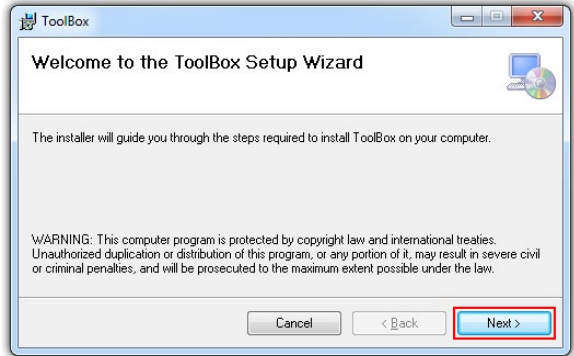 ToolBox
Welcome to the ToolBox Setup Wizard
The installer will guide you through the steps required to install ToolBox on your computer.
WARNING: This computer program is protected by copyright law and international treaties.
Unauthorized duplication or distribution of this program, or any portion of it, may result in severe civil
or criminal penalties, and will be prosecuted to the maximum extent possible under the law.
Cancel
< Back
Next >